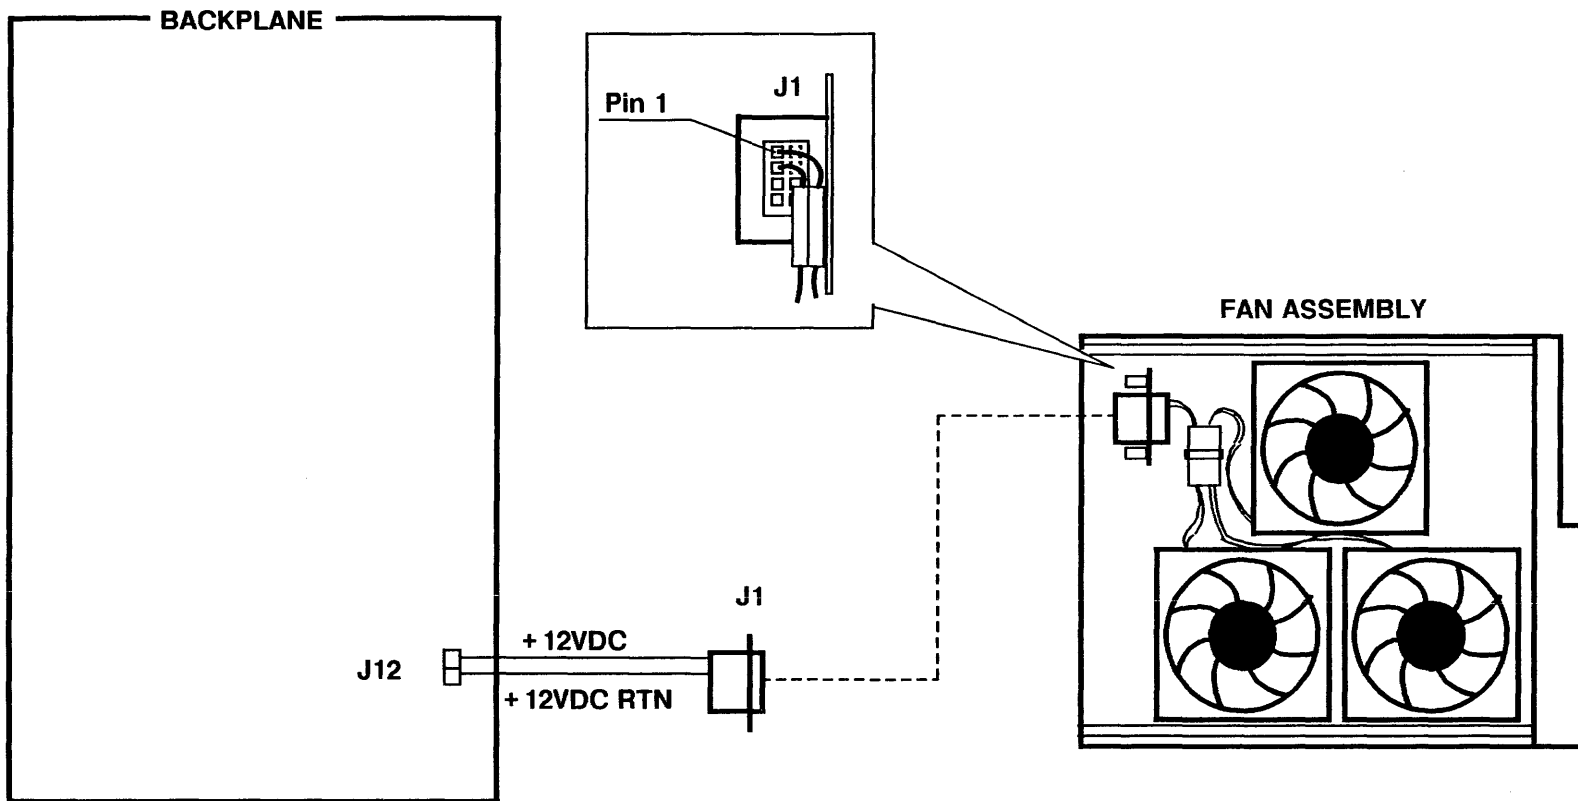 BACKPLANE
J1
Pin 1
FAN ASSEMBLY
J1
+ 12VDC
J12
+ 12VDC RTN